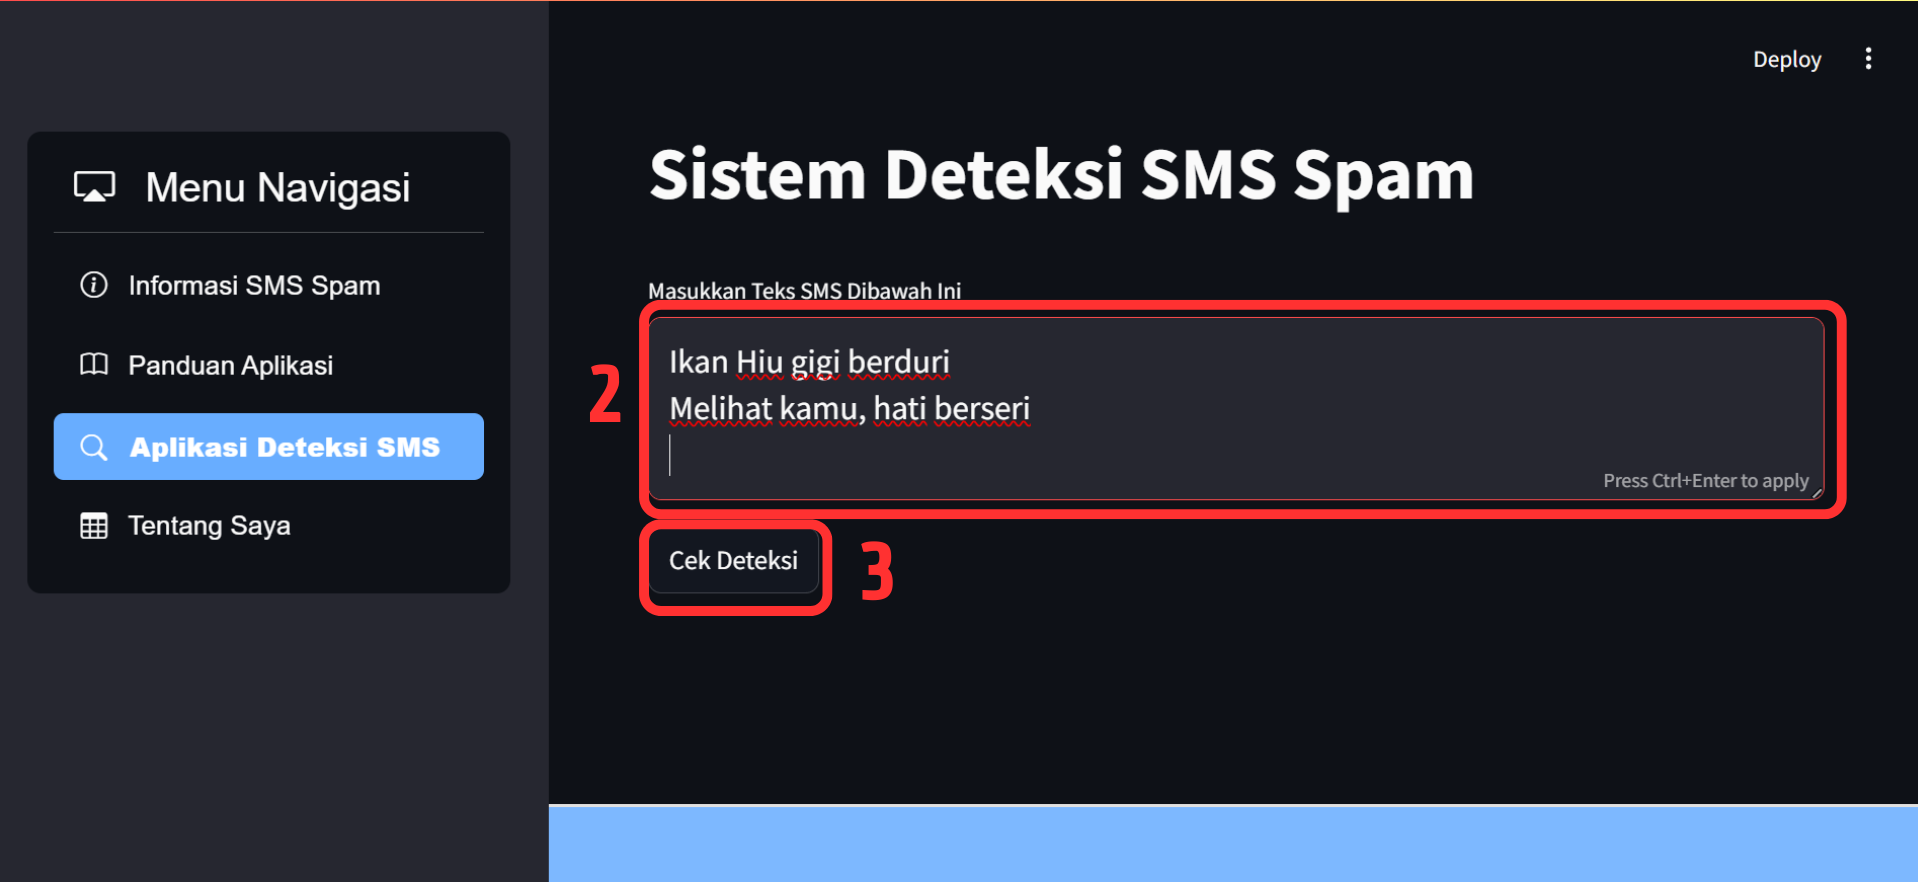 Deploy
Menu Navigasi
Informasi SMS Spam
Panduan Aplikasi
Aplikasi Deteksi SMS
Tentang Saya
Sistem Deteksi SMS Spam
Masukkan Teks SMS Dibawah Ini
2
Ikan Hiu gigi berduri
Melihat kamu, hati berseri
Press Ctrl+Enter to apply
Cek Deteksi
3